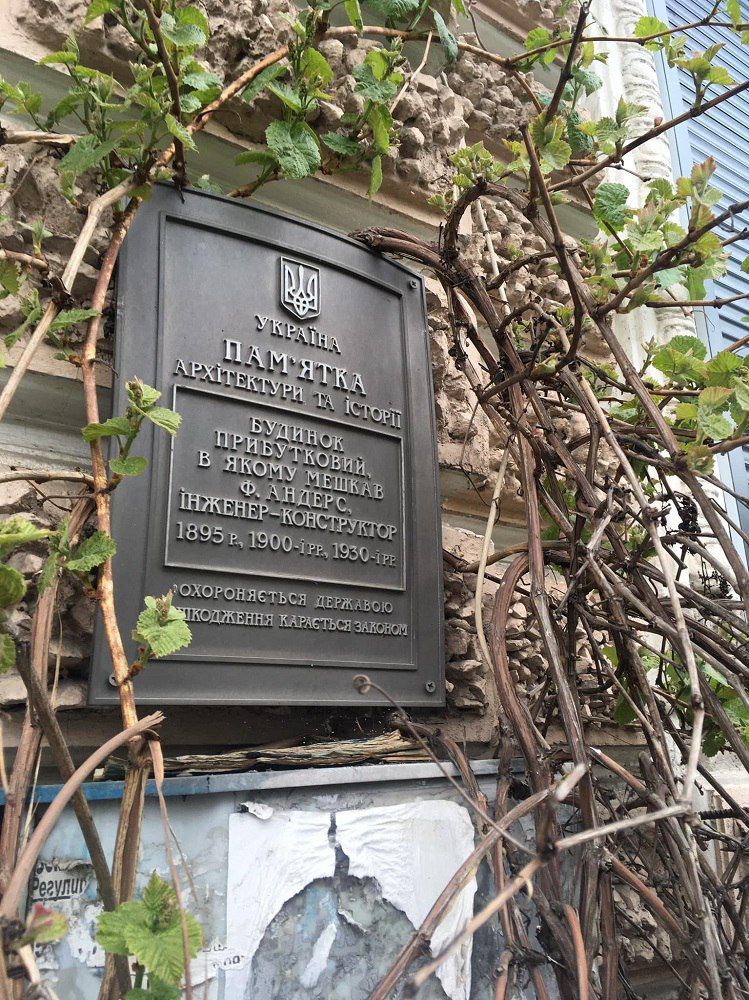 УКРАЇНА
ПАМ'ЯТКА
АРХІТЕКТУРИ ТА ІСТОРІЇ
БУДИНОК
ПРИБУТКОВИЙ,
В ЯКОМУ МЕШКАВ
Ф. АНДЕРС,
ІНЖЕНЕР-КОНСТРУКТОР
1895 Р., 1900-і РР., 1930-і РР.
ОХОРОНЯЄТЬСЯ ДЕРЖАВОЮ
КАРАЄТЬСЯ ЗАКОНОМ